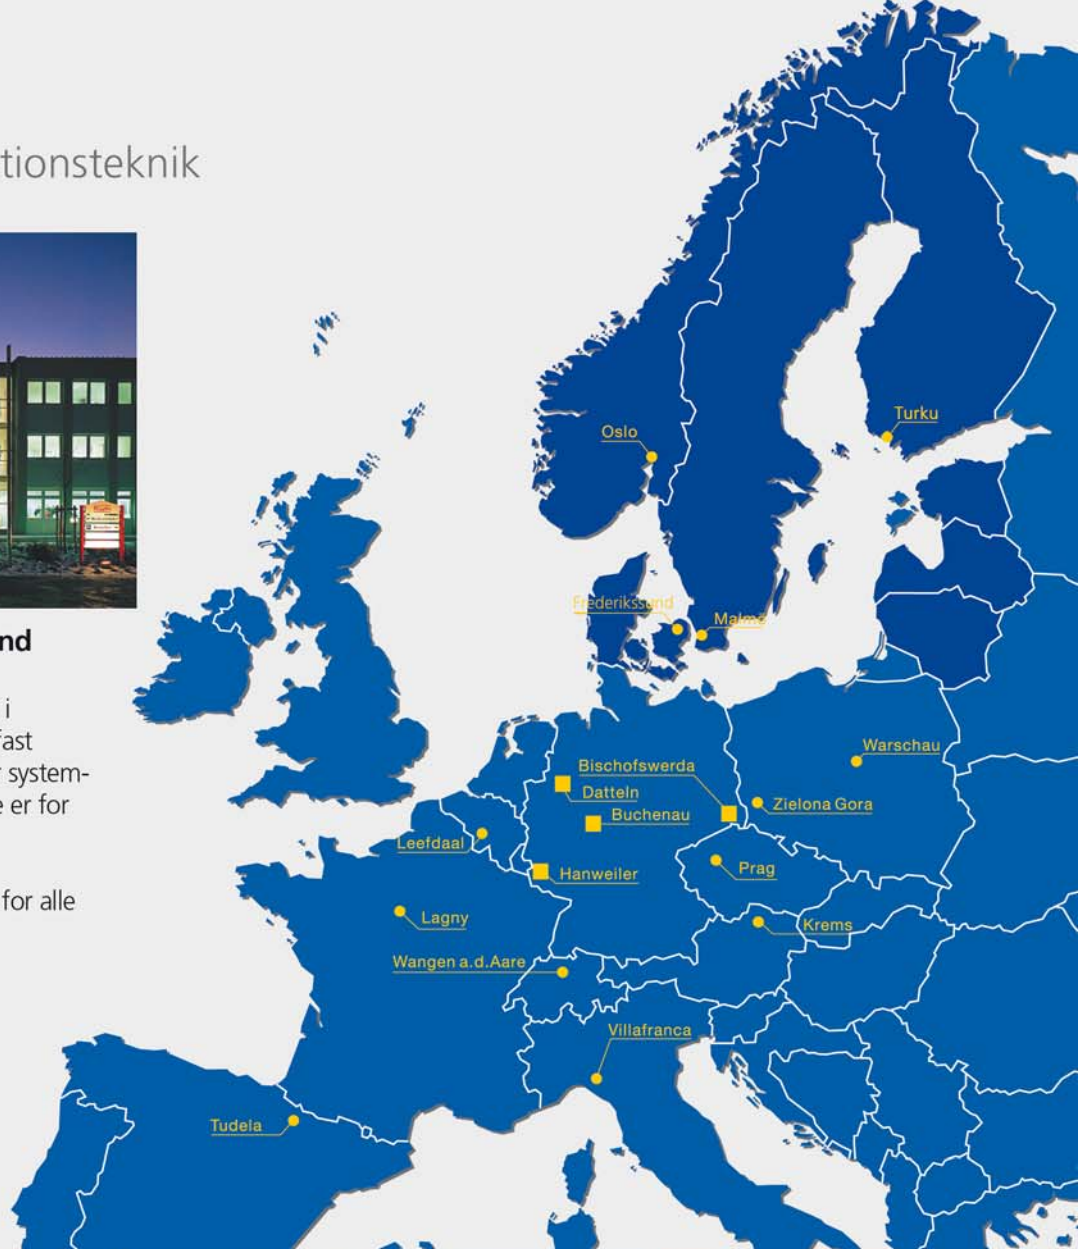 tionsteknik
nd
i
fast
system-
e er for
for alle
Oslo
Turku
Frederikssund
Malmö
Warschau
Bischofswerda
Datteln
Zielona Gora
Buchenau
Leefdaal
Prag
Hanweiler
Lagny
Krems
Wangen a.d.Aare
Villafranca
Tudela